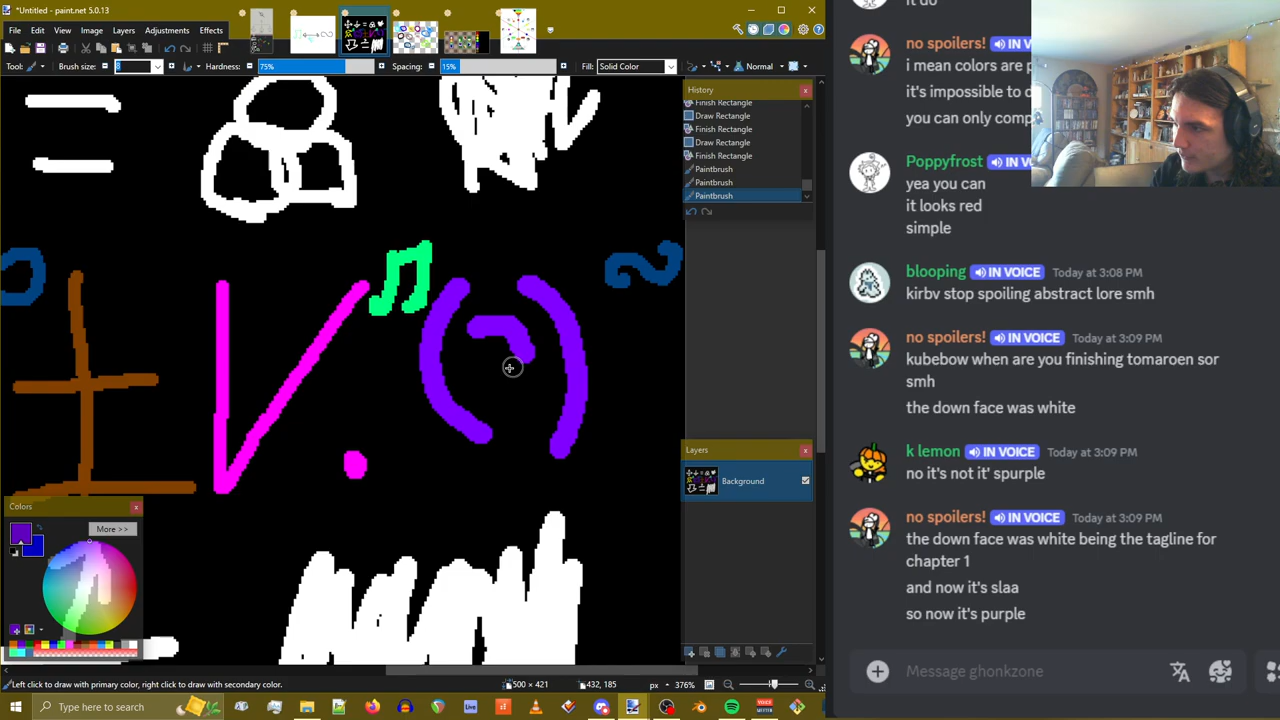 *Untitled - paint.net 5.0.13
File Edit View Image Layers Adjustments Effects
Tool: Brush size: 8 Hardness: 75% Spacing: 15% Fill: Solid Color Normal
History
Finish Rectangle
Draw Rectangle
Finish Rectangle
Draw Rectangle
Finish Rectangle
Paintbrush
Paintbrush
Paintbrush
Layers
Background
Colors
More >>
Left click to draw with primary color, right click to draw with secondary color.
500 × 421
432, 185
px
376%
Type here to search
Live
it do
no spoilers! IN VOICE
i mean colors are
it's impossible to
you can only
Poppyfrost
yea you can
it looks red
simple
blooping IN VOICE Today at 3:08 PM
kirbv stop spoiling abstract lore smh
no spoilers! IN VOICE Today at 3:09 PM
kubebow when are you finishing tomaroen sor
smh
the down face was white
k lemon IN VOICE Today at 3:09 PM
no it's not it' spurple
no spoilers! IN VOICE Today at 3:09 PM
the down face was white being the tagline for
chapter 1
and now it's slaa
so now it's purple
Message ghonkzone